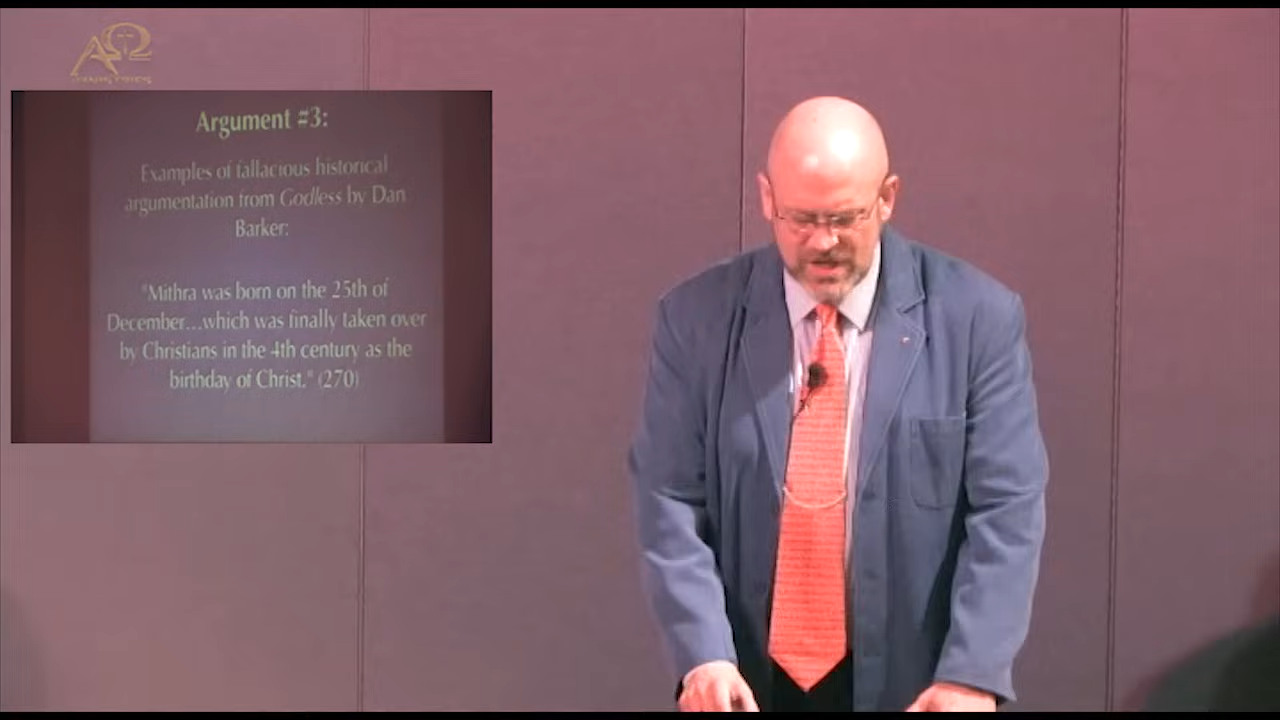 ΑΩ
Argument #3:
Examples of fallacious historical
argumentation from Godless by Dan
Barker:
"Mithra was born on the 25th of
December...which was finally taken over
by Christians in the 4th century as the
birthday of Christ." (270)